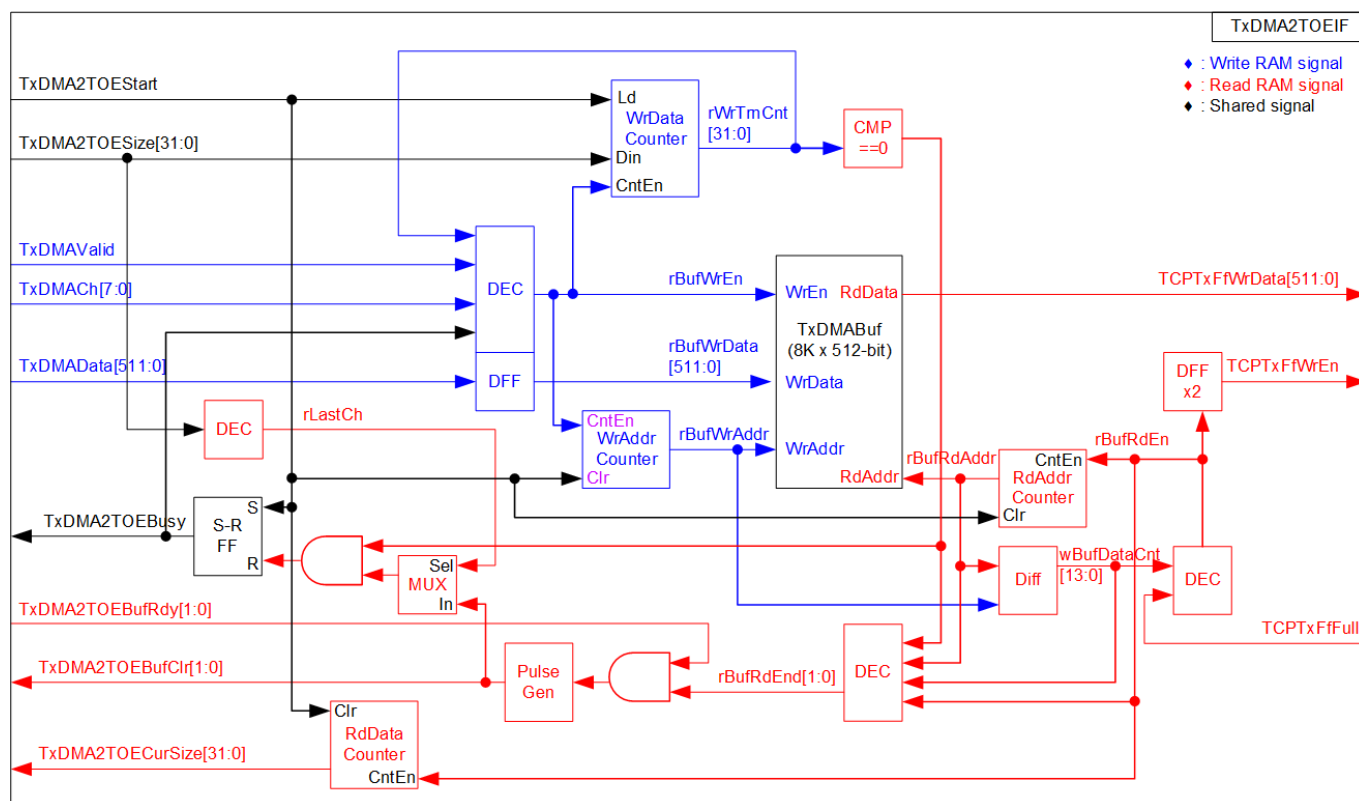 TxDMA2TOEIF
♦ : Write RAM signal
♦ : Read RAM signal
♦ : Shared signal
TxDMA2TOEStart
TxDMA2TOESize[31:0]
Ld
WrData
Counter
Din
CntEn
rWrTrnCnt
[31:0]
CMP
==0
TxDMAValid
TxDMACh[7:0]
DEC
TxDMAData[511:0]
DFF
rBufWrEn
rBufWrData
[511:0]
WrEn
RdData
TxDMABuf
(8K x 512-bit)
WrData
WrAddr
RdAddr
TCPTxFfWrData[511:0]
DFF
x2
TCPTxFfWrEn
DEC
rLastCh
CntEn
WrAddr
Counter
Clr
rBufWrAddr
rBufRdAddr
rBufRdEn
CntEn
RdAddr
Counter
Clr
TxDMA2TOEBusy
S
S-R
FF
R
Sel
MUX
In
Diff
wBufDataCnt
[13:0]
DEC
TCPTxFfFull
TxDMA2TOEBufRdy[1:0]
TxDMA2TOEBufClr[1:0]
Pulse
Gen
rBufRdEnd[1:0]
DEC
Clr
RdData
Counter
CntEn
TxDMA2TOECurSize[31:0]